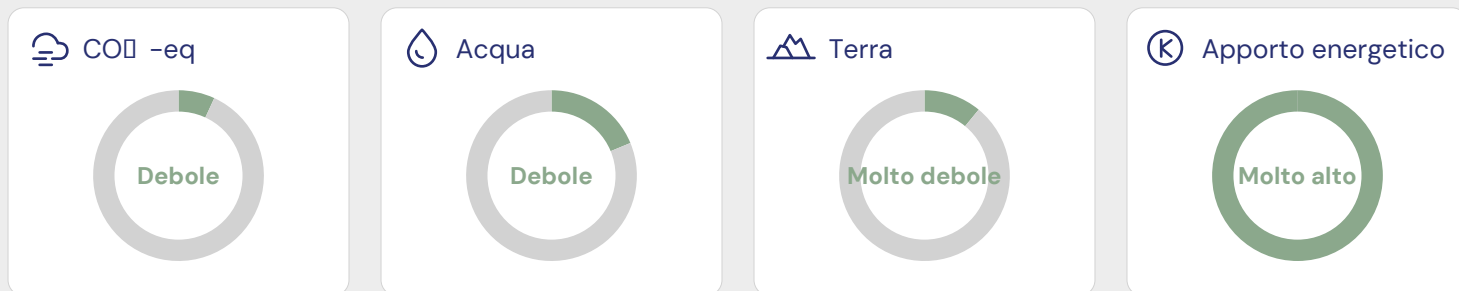 CO▯ -eq
Acqua
Terra
Apporto energetico
Debole
Debole
Molto debole
Molto alto